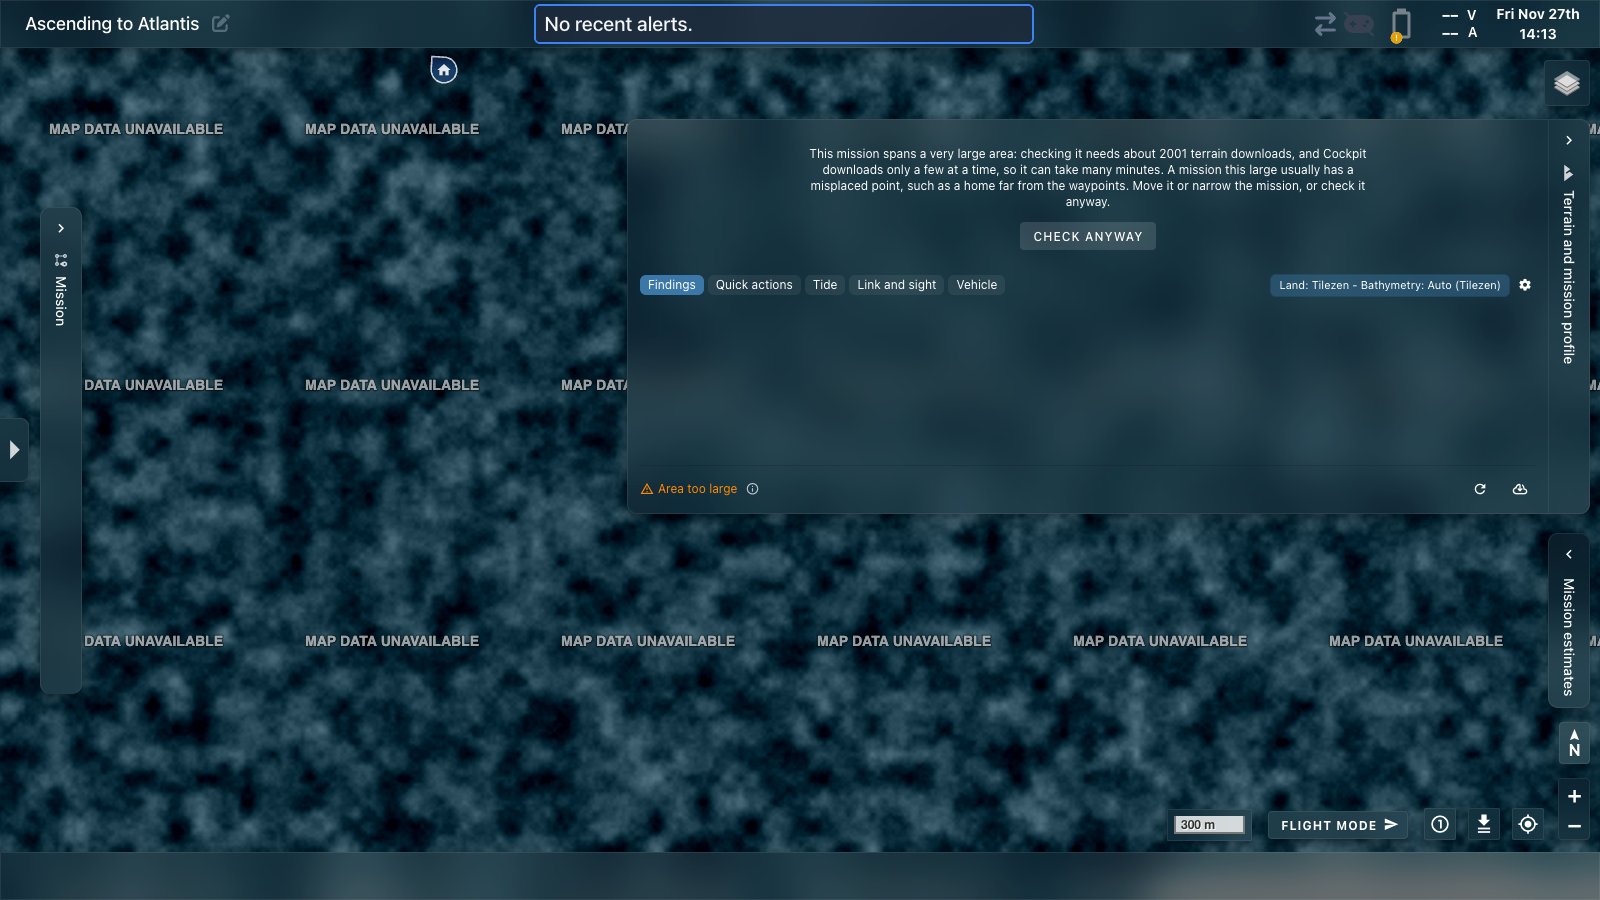 Ascending to Atlantis
No recent alerts.
-- V
-- A
Fri Nov 27th
14:13
MAP DATA UNAVAILABLE
MAP DATA UNAVAILABLE
MAP DATA
This mission spans a very large area: checking it needs about 2001 terrain downloads, and Cockpit
downloads only a few at a time, so it can take many minutes. A mission this large usually has a
misplaced point, such as a home far from the waypoints. Move it or narrow the mission, or check it
anyway.
CHECK ANYWAY
Findings
Quick actions
Tide
Link and sight
Vehicle
Land: Tilezen - Bathymetry: Auto (Tilezen)
Terrain and mission profile
Mission
DATA UNAVAILABLE
MAP DATA UNAVAILABLE
MAP DATA
Area too large
Mission estimates
DATA UNAVAILABLE
MAP DATA UNAVAILABLE
MAP DATA UNAVAILABLE
MAP DATA UNAVAILABLE
MAP DATA UNAVAILABLE
MAP DATA UNAVAILABLE
N
+
−
300 m
FLIGHT MODE
1